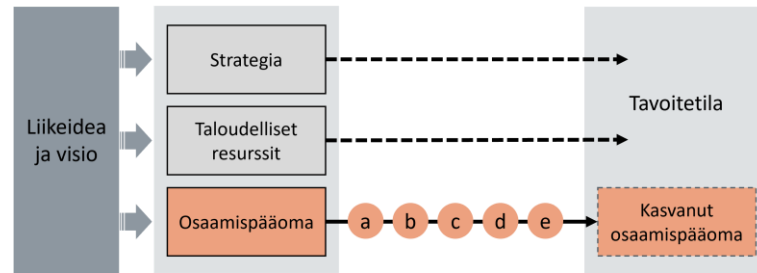 Liikeidea
ja visio
Strategia
Taloudelliset
resurssit
Osaamispääoma
a b c d e
Tavoitetila
Kasvanut
osaamispääoma